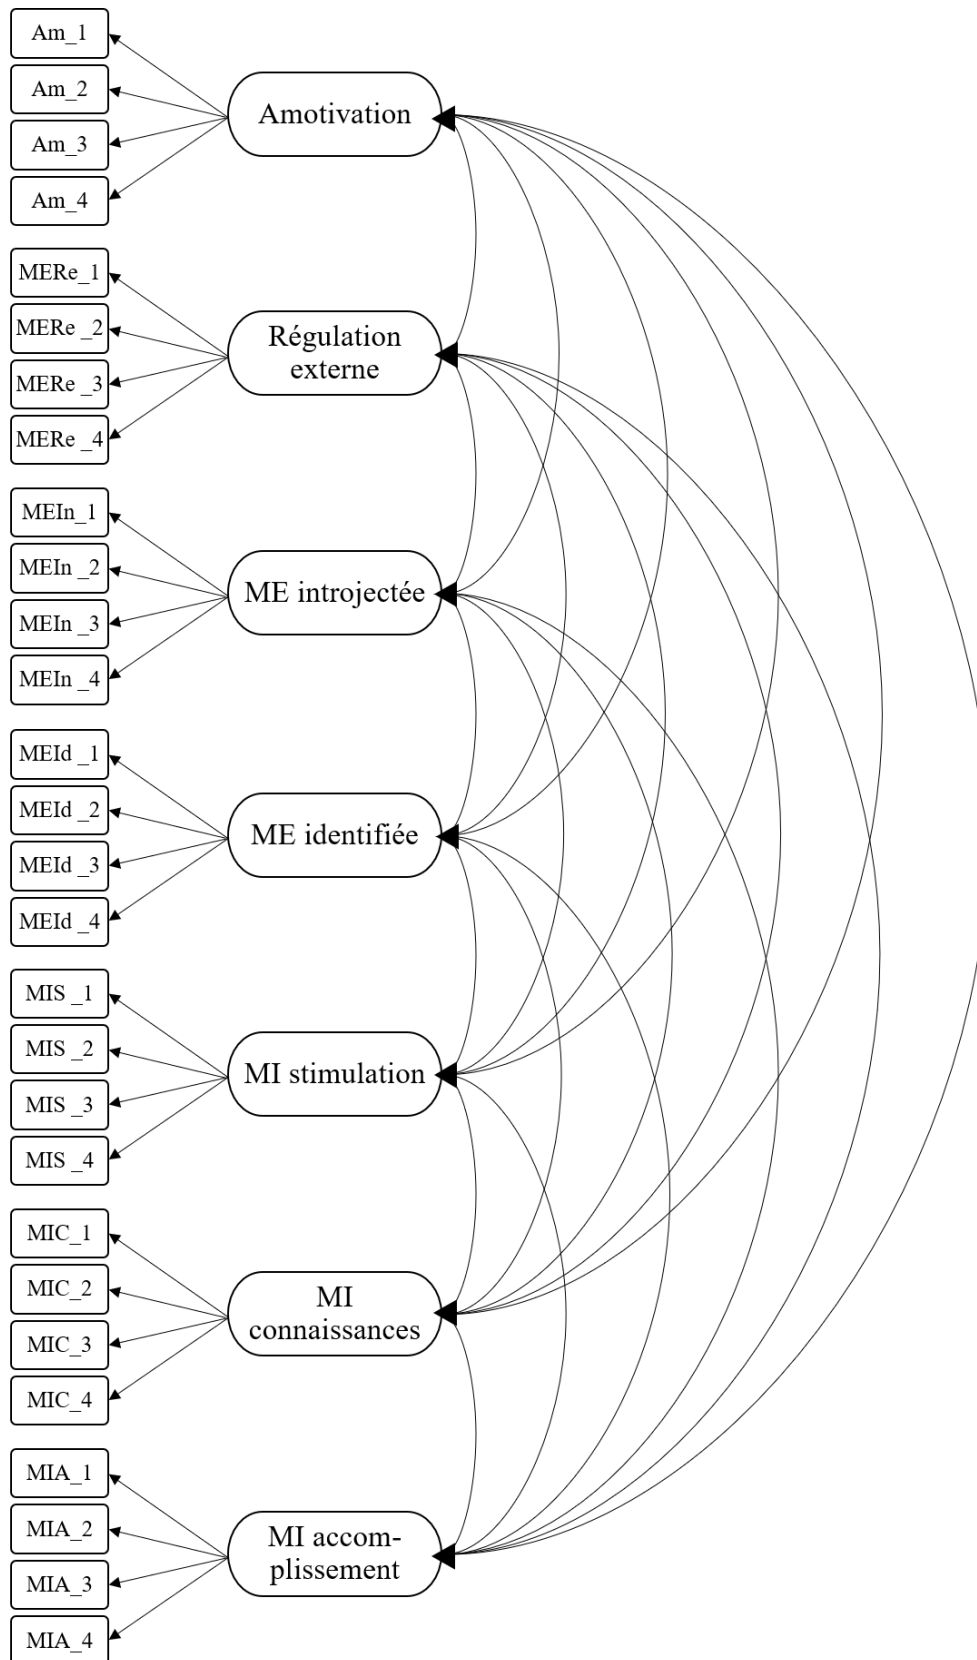 Am_1
Am_2
Am_3
Am_4
Amotivation
MERe_1
MERe _2
MERe _3
MERe _4
Régulation
externe
MEIn_1
MEIn _2
MEIn _3
MEIn _4
ME introjectée
MEId _1
MEId _2
MEId _3
MEId _4
ME identifiée
MIS _1
MIS _2
MIS _3
MIS _4
MI stimulation
MIC_1
MIC_2
MIC_3
MIC_4
MI
connaissances
MIA_1
MIA_2
MIA_3
MIA_4
MI accom-
plissement